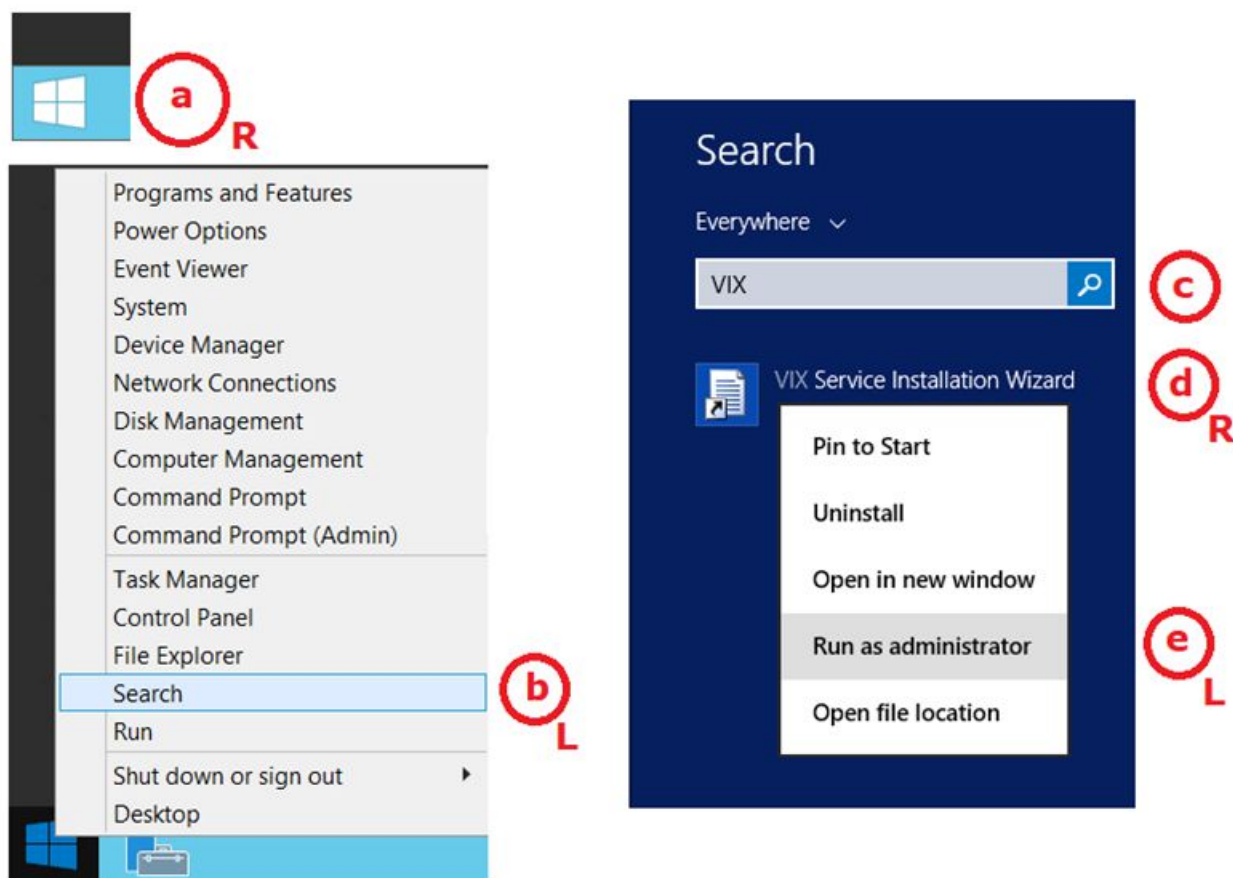 a
R
Programs and Features
Power Options
Event Viewer
System
Device Manager
Network Connections
Disk Management
Computer Management
Command Prompt
Command Prompt (Admin)
Task Manager
Control Panel
File Explorer
Search
b
L
Run
Shut down or sign out
Desktop
Search
Everywhere
VIX
c
VIX Service Installation Wizard
d
R
Pin to Start
Uninstall
Open in new window
Run as administrator
e
L
Open file location